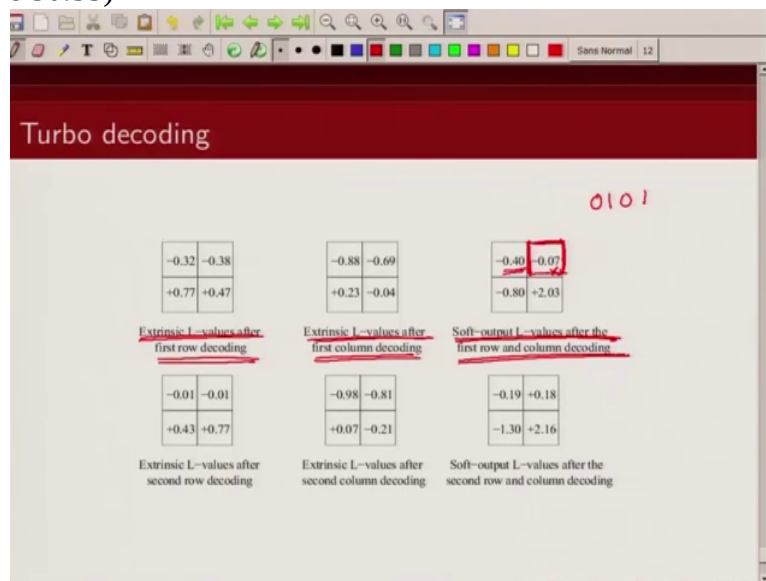 Sans Normal 12
Turbo decoding
0101
−0.32 −0.38
+0.77 +0.47
Extrinsic L−values after
first row decoding
−0.88 −0.69
+0.23 −0.04
Extrinsic L−values after
first column decoding
−0.40 −0.07
−0.80 +2.03
Soft−output L−values after the
first row and column decoding
−0.01 −0.01
+0.43 +0.77
Extrinsic L−values after
second row decoding
−0.98 −0.81
+0.07 −0.21
Extrinsic L−values after
second column decoding
−0.19 +0.18
−1.30 +2.16
Soft−output L−values after the
second row and column decoding